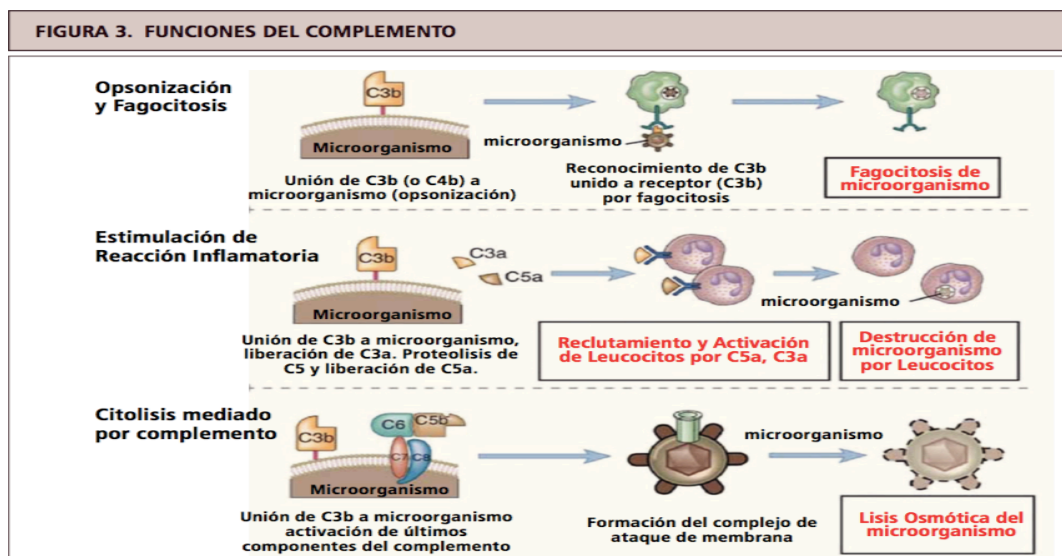 FIGURA 3. FUNCIONES DEL COMPLEMENTO
Opsonización
y Fagocitosis
C3b
Microorganismo
Unión de C3b (o C4b) a
microorganismo (opsonización)
microorganismo
Reconocimiento de C3b
unido a receptor (C3b)
por fagocitosis
Fagocitosis de
microorganismo
Estimulación de
Reacción Inflamatoria
C3b
C3a
C5a
Microorganismo
Unión de C3b a microorganismo,
liberación de C3a. Proteolisis de
C5 y liberación de C5a.
Reclutamiento y Activación
de Leucocitos por C5a, C3a
microorganismo
Destrucción de
microorganismo
por Leucocitos
Citolisis mediado
por complemento
C3b
C6
C5b
C7
C8
Microorganismo
Unión de C3b a microorganismo
activación de últimos
componentes del complemento
Formación del complejo de
ataque de membrana
microorganismo
Lisis Osmótica del
microorganismo